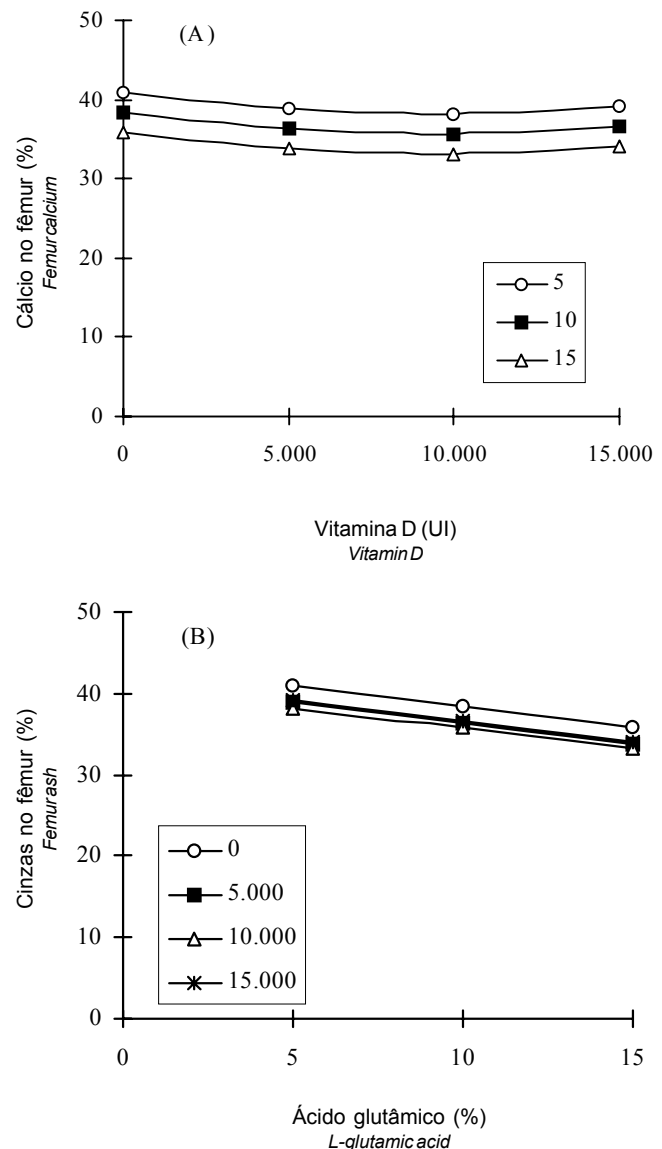 50
(A)
40
30
20
10
0
Cálcio no fêmur (%)
Femur calcium
5
10
15
0
5.000
10.000
15.000
Vitamina D (UI)
Vitamin D
50
(B)
40
30
20
10
0
Cinzas no fêmur (%)
Femur ash
0
5.000
10.000
15.000
0
5
10
15
Ácido glutâmico (%)
L-glutamic acid